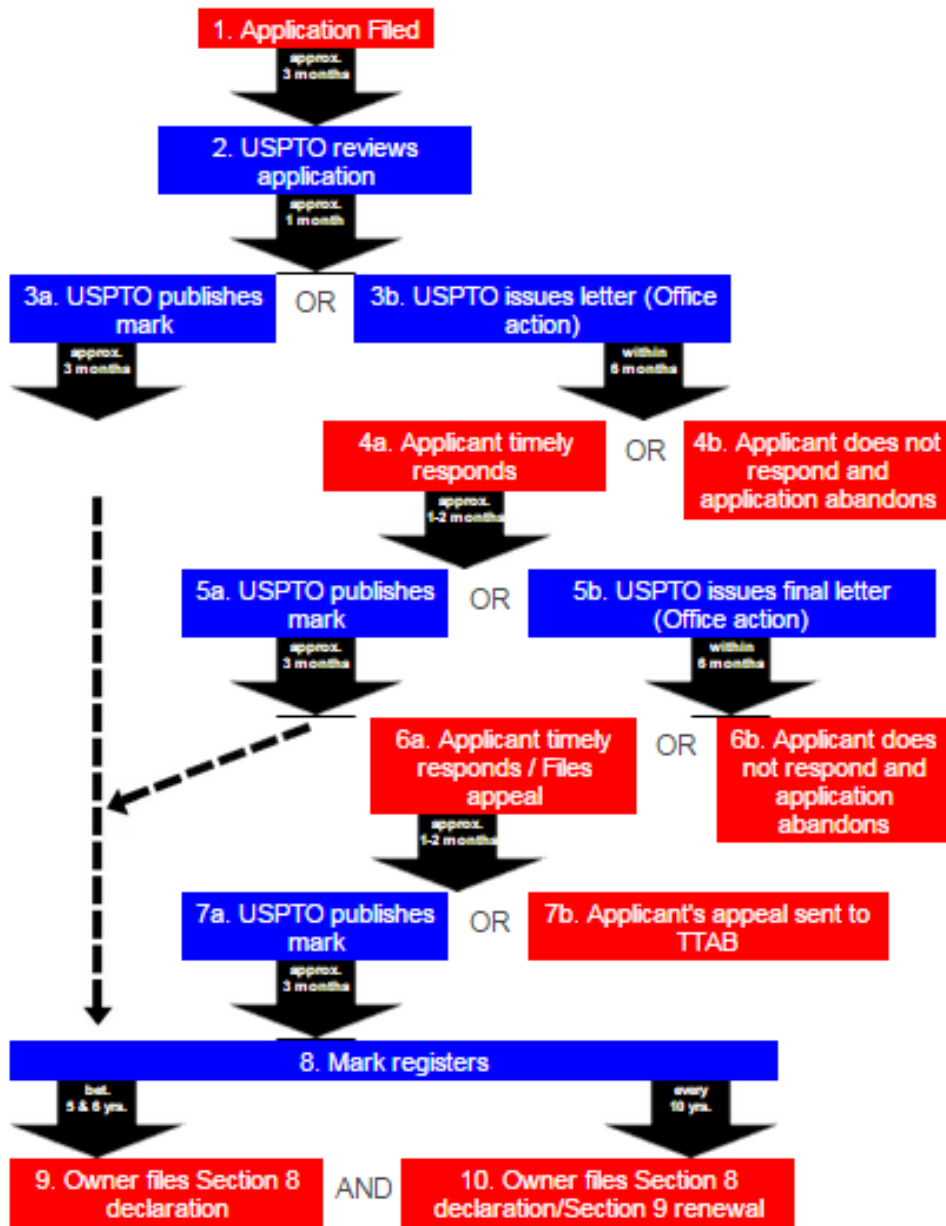 1. Application Filed
approx.
3 months
2. USPTO reviews
application
approx.
1 month
3a. USPTO publishes
mark
OR
3b. USPTO issues letter (Office
action)
approx.
3 months
within
6 months
4a. Applicant timely
responds
OR
4b. Applicant does not
respond and
application abandons
approx.
1-2 months
5a. USPTO publishes
mark
OR
5b. USPTO issues final letter
(Office action)
approx.
3 months
within
6 months
6a. Applicant timely
responds / Files
appeal
OR
6b. Applicant does
not respond and
application
abandons
approx.
1-2 months
7a. USPTO publishes
mark
OR
7b. Applicant's appeal sent to
TTAB
approx.
3 months
8. Mark registers
bet.
5 & 6 yrs.
every
10 yrs.
9. Owner files Section 8
declaration
AND
10. Owner files Section 8
declaration/Section 9 renewal